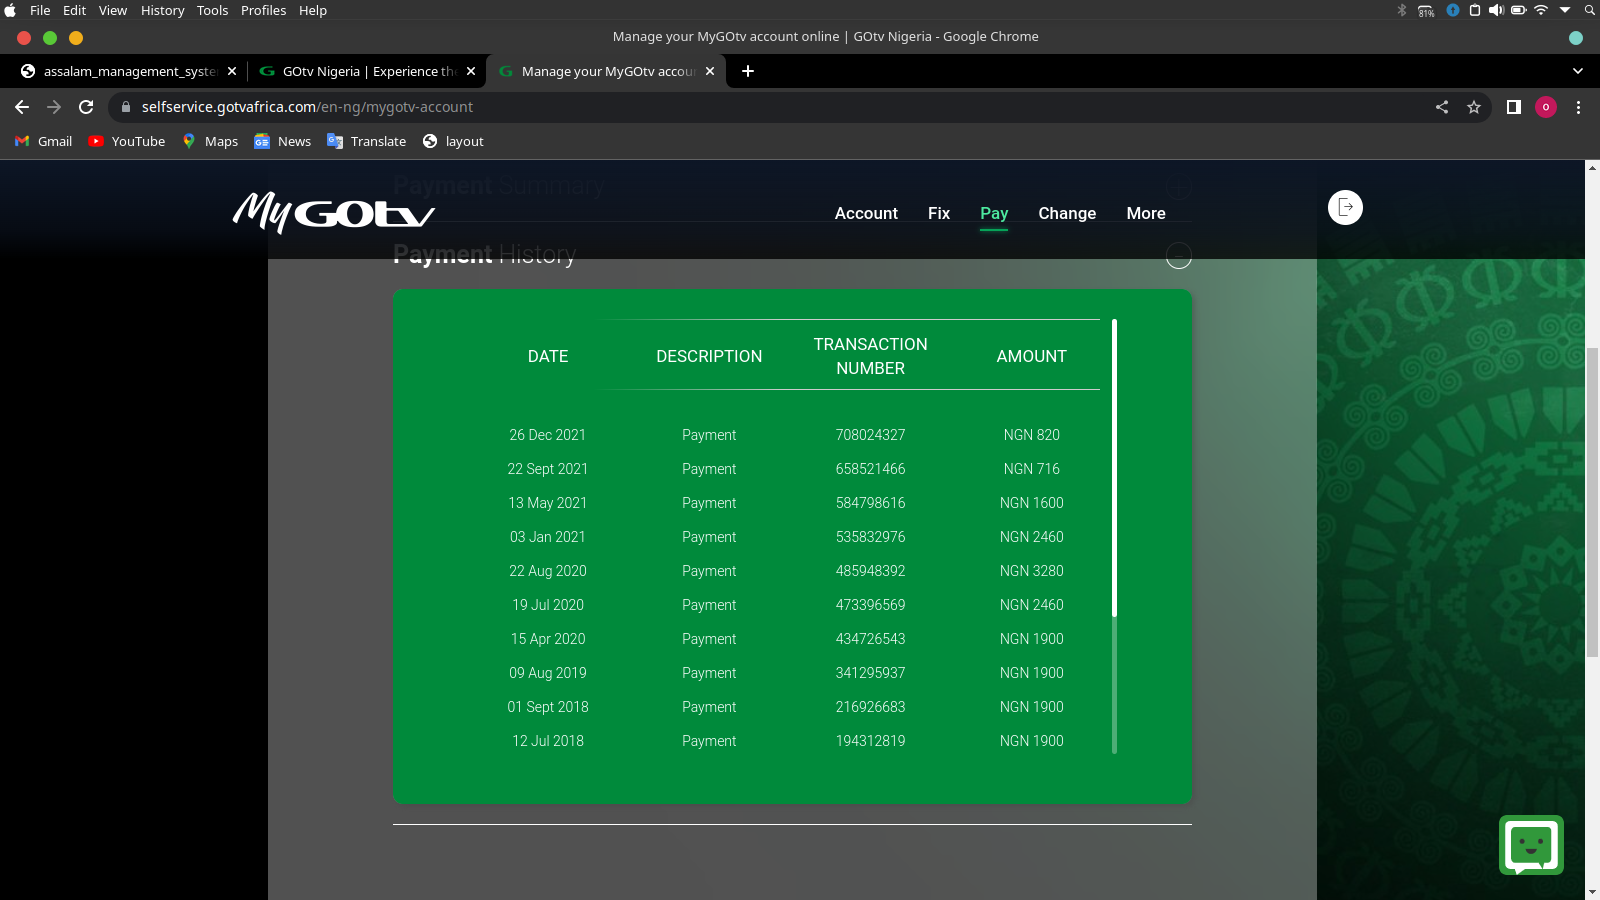 File Edit View History Tools Profiles Help
81%
Manage your MyGOtv account online | GOtv Nigeria - Google Chrome
assalam_management_syste
GOtv Nigeria | Experience the
Manage your MyGOtv accou
selfservice.gotvafrica.com/en-ng/mygotv-account
o
Gmail YouTube Maps News Translate layout
Payment Summary
My GOtv
Account Fix Pay Change More
Payment History
DATE DESCRIPTION TRANSACTION NUMBER AMOUNT
26 Dec 2021 Payment 708024327 NGN 820
22 Sept 2021 Payment 658521466 NGN 716
13 May 2021 Payment 584798616 NGN 1600
03 Jan 2021 Payment 535832976 NGN 2460
22 Aug 2020 Payment 485948392 NGN 3280
19 Jul 2020 Payment 473396569 NGN 2460
15 Apr 2020 Payment 434726543 NGN 1900
09 Aug 2019 Payment 341295937 NGN 1900
01 Sept 2018 Payment 216926683 NGN 1900
12 Jul 2018 Payment 194312819 NGN 1900